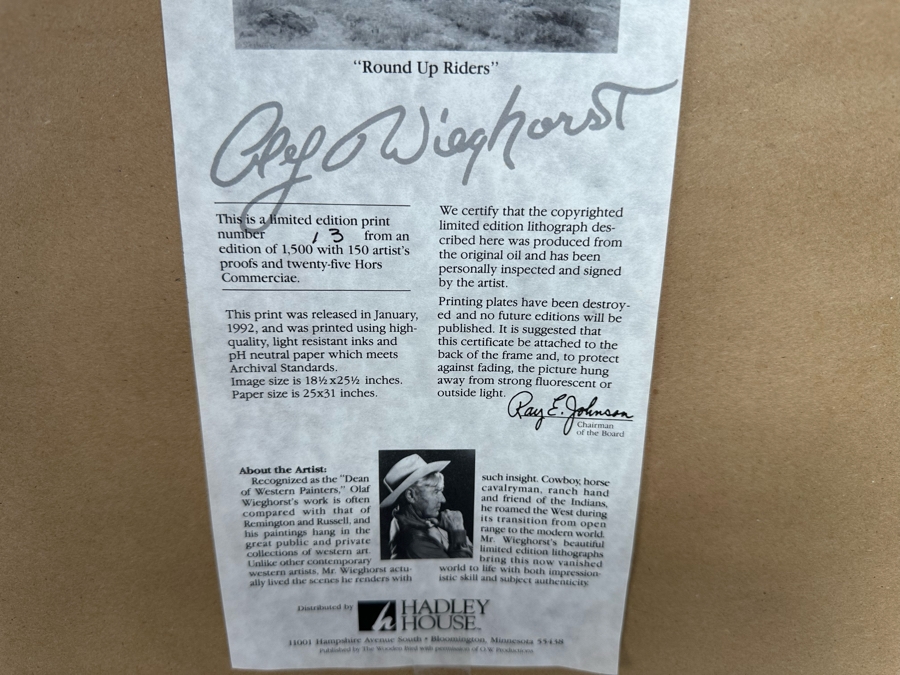 "Round Up Riders"
Olaf Wieghorst
This is a limited edition print
number 13 from an
edition of 1,500 with 150 artist's
proofs and twenty-five Hors
Commerciae.
This print was released in January,
1992, and was printed using high-
quality, light resistant inks and
pH neutral paper which meets
Archival Standards.
Image size is 18½x25½ inches.
Paper size is 25x31 inches.
We certify that the copyrighted
limited edition lithograph des-
cribed here was produced from
the original oil and has been
personally inspected and signed
by the artist.
Printing plates have been destroy-
ed and no future editions will be
published. It is suggested that
this certificate be attached to the
back of the frame and, to protect
against fading, the picture hung
away from strong fluorescent or
outside light.
Ray E. Johnson
Chairman
of the Board
About the Artist:
Recognized as the "Dean
of Western Painters," Olaf
Wieghorst's work is often
compared with that of
Remington and Russell, and
his paintings hang in the
great public and private
collections of western art.
Unlike other contemporary
western artists, Mr. Wieghorst actu-
ally lived the scenes he renders with
such insight. Cowboy, horse
cavalryman, ranch hand
and friend of the Indians,
he roamed the West during
its transition from open
range to the modern world.
Mr. Wieghorst's beautiful
limited edition lithographs
bring this now vanished
world to life with both impression-
istic skill and subject authenticity.
Distributed by
h HADLEY
HOUSE™
11001 Hampshire Avenue South • Bloomington, Minnesota 55438
Published by The Wooden Bird with permission of O.W. Productions